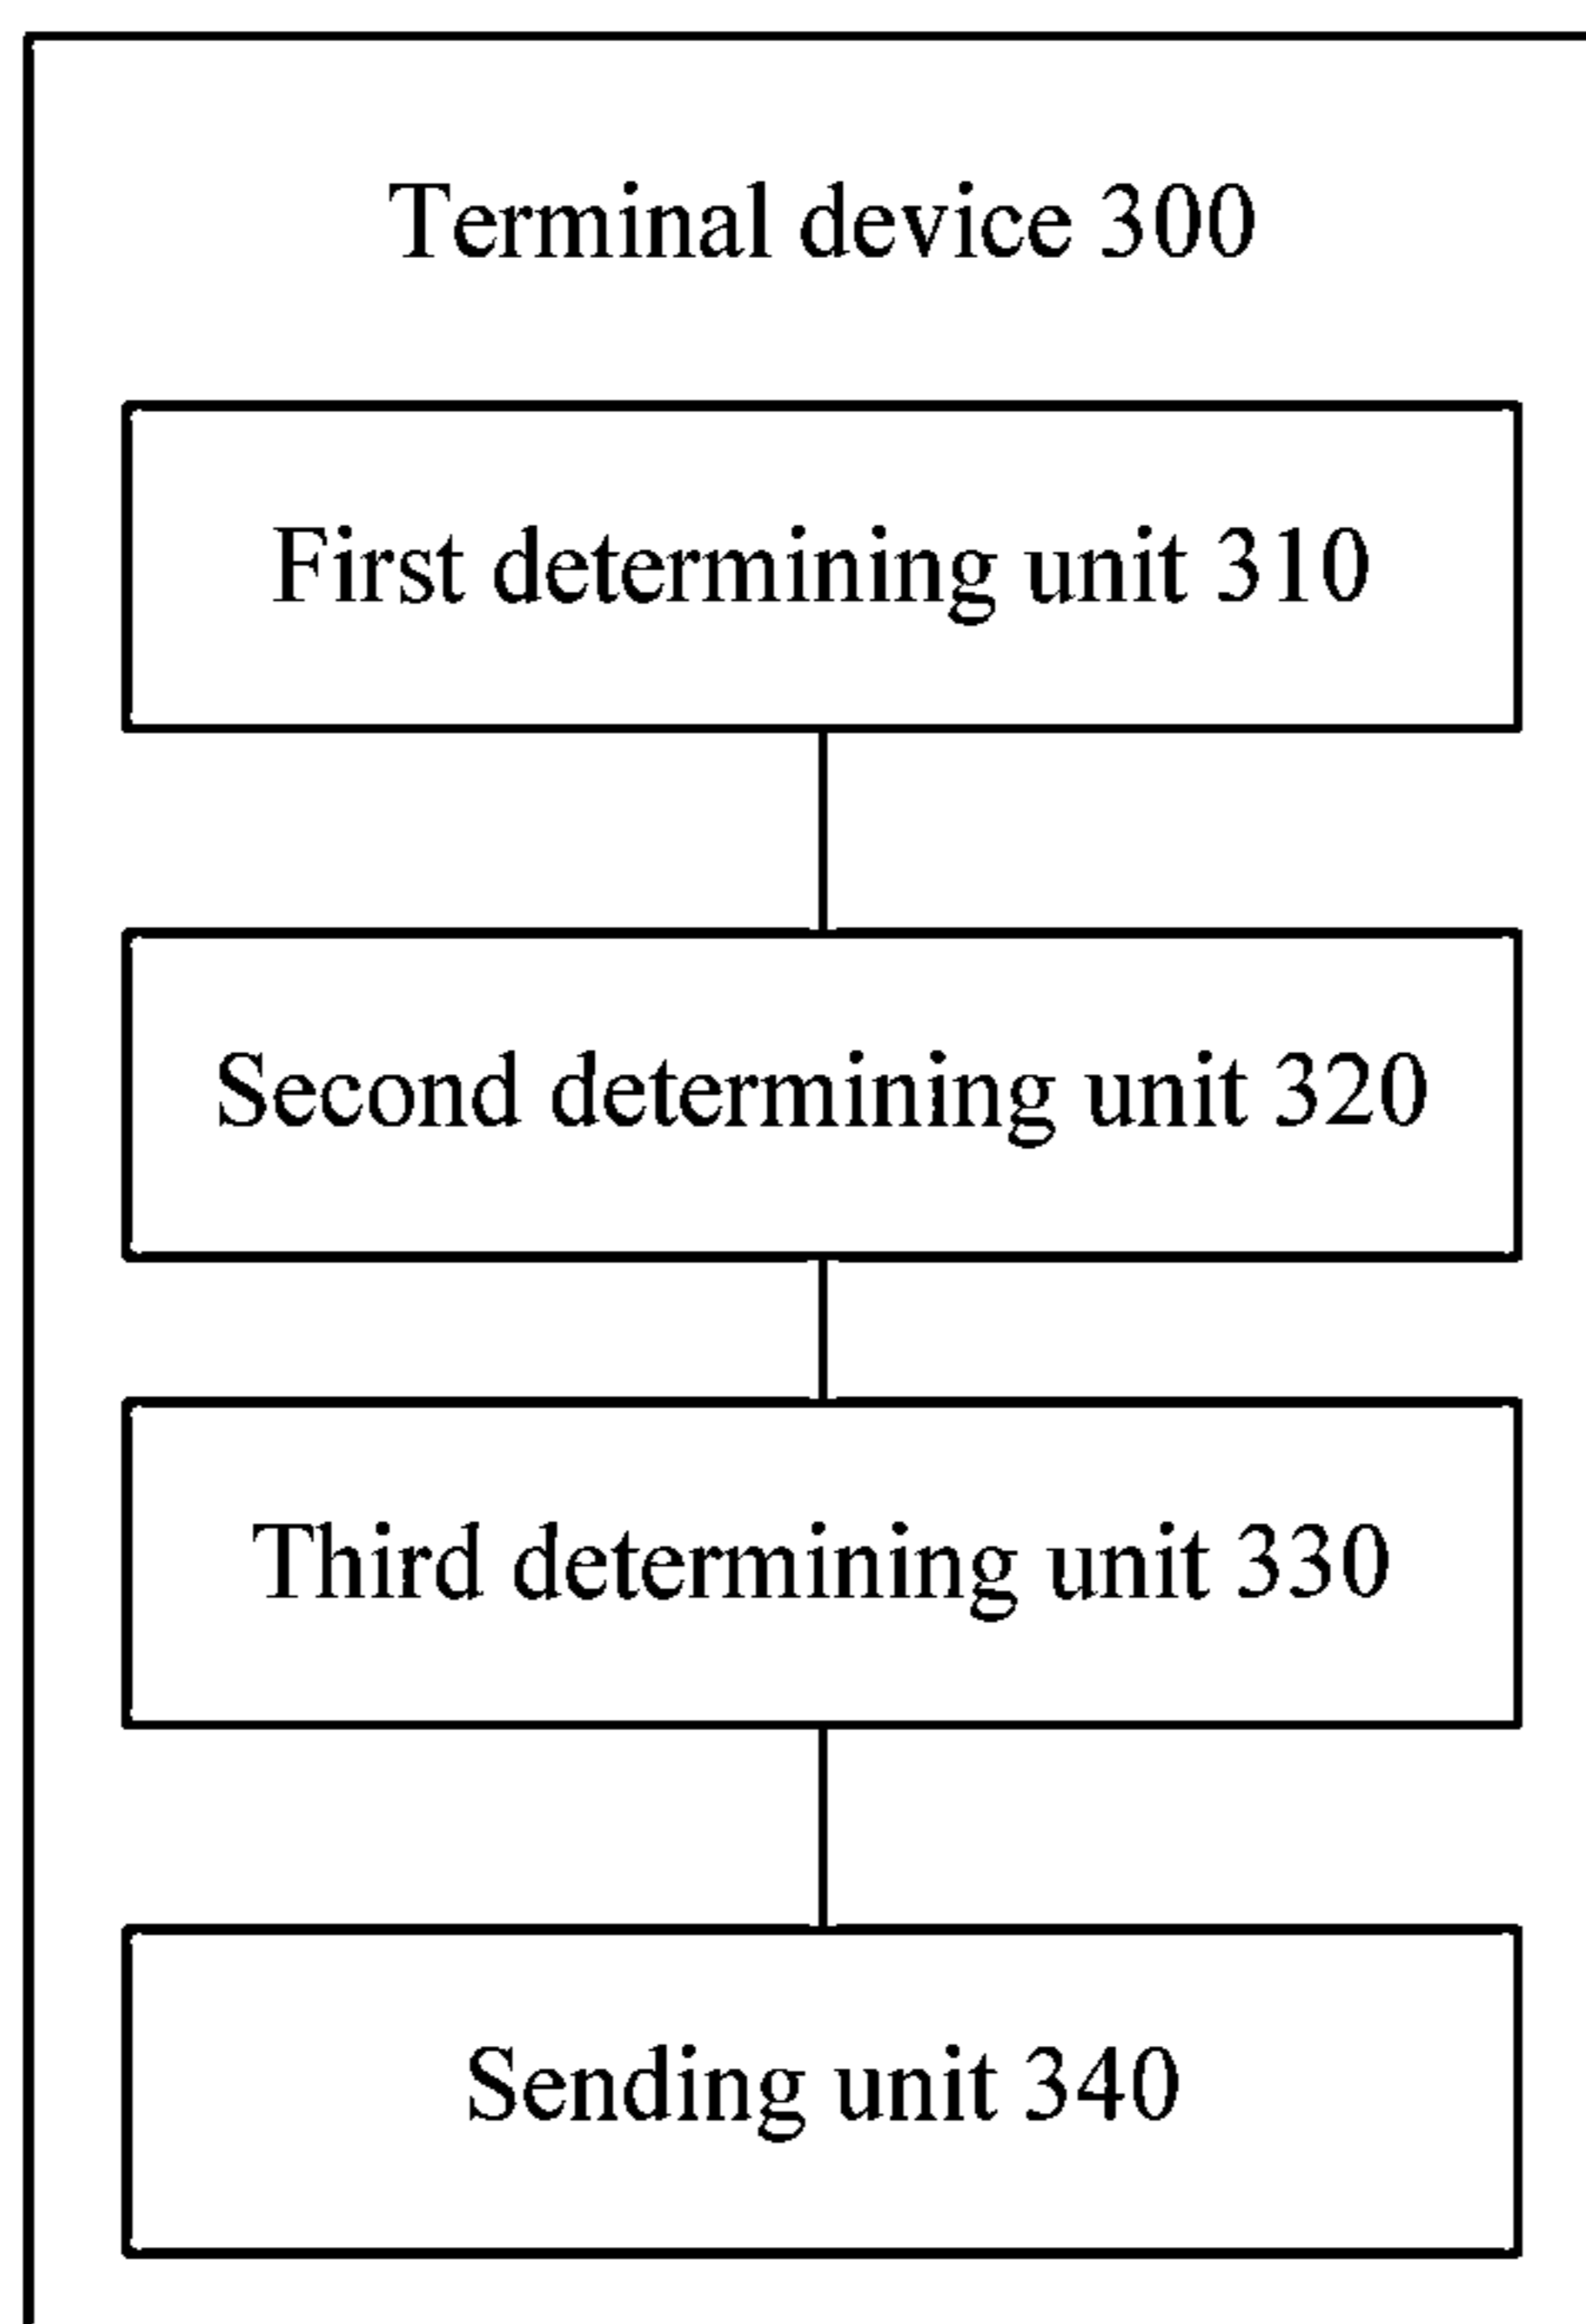 Terminal device 300
First determining unit 310
Second determining unit 320
Third determining unit 330
Sending unit 340